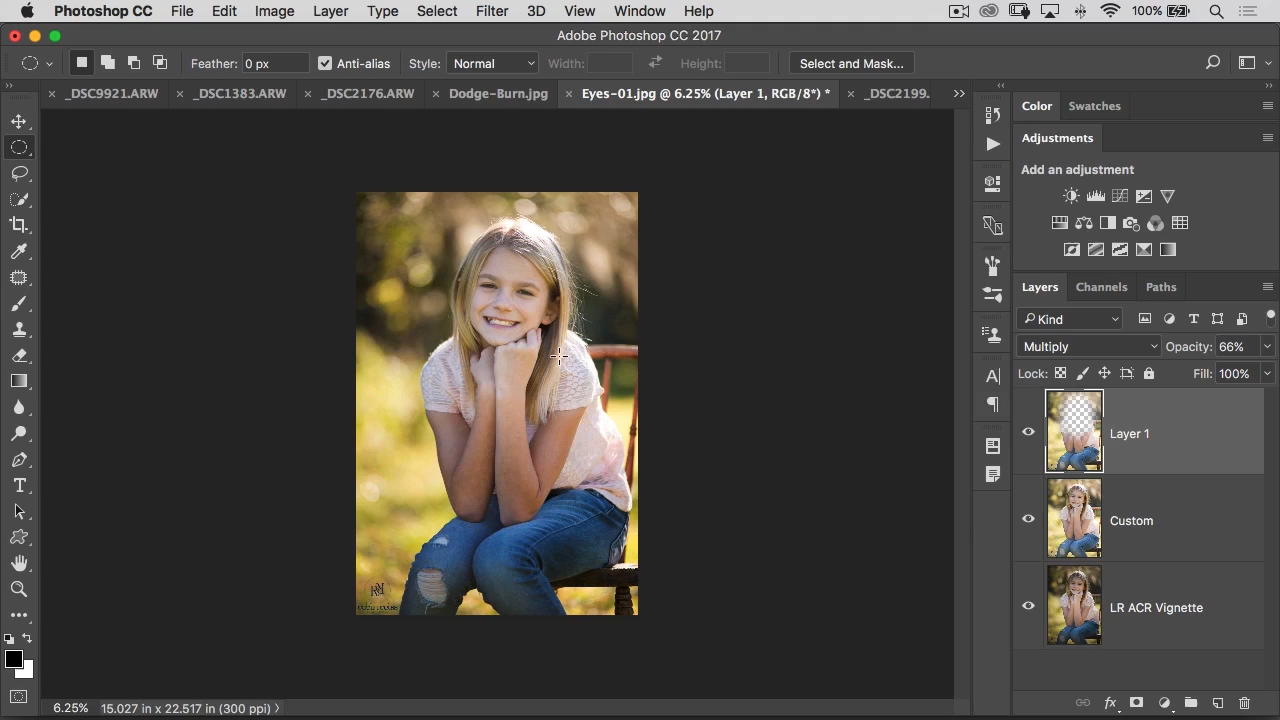 Photoshop CC File Edit Image Layer Type Select Filter 3D View Window Help 100%
Adobe Photoshop CC 2017
Feather: 0 px Anti-alias Style: Normal Width: Height: Select and Mask...
_DSC9921.ARW _DSC1383.ARW _DSC2176.ARW Dodge-Burn.jpg Eyes-01.jpg @ 6.25% (Layer 1, RGB/8*) * _DSC2199.
Color Swatches
Adjustments
Add an adjustment
Layers Channels Paths
Kind
Multiply Opacity: 66%
Lock: Fill: 100%
Layer 1
Custom
LR ACR Vignette
6.25% 15.027 in x 22.517 in (300 ppi)